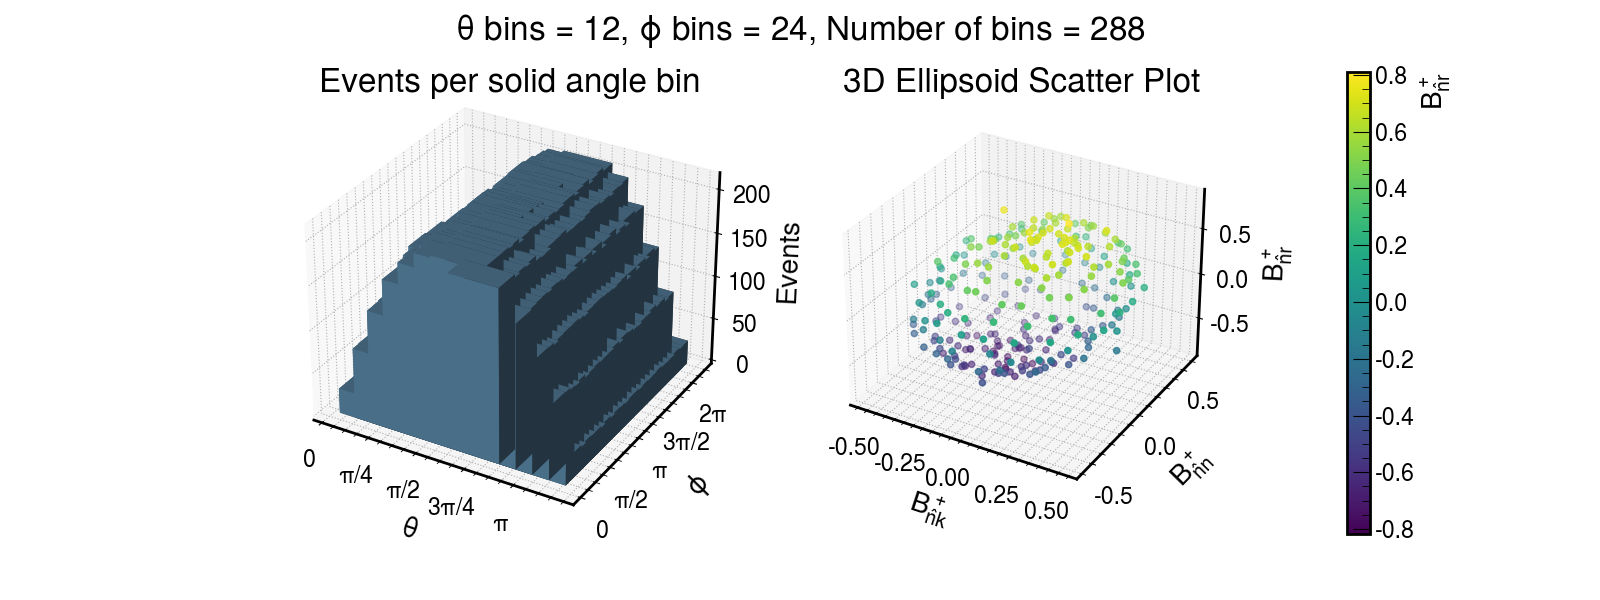 θ bins = 12, ϕ bins = 24, Number of bins = 288
Events per solid angle bin
0
π/4
π/2
3π/4
π
θ
0
π/2
π
3π/2
2π
ϕ
0
50
100
150
200
Events
3D Ellipsoid Scatter Plot
-0.50
-0.25
0.00
0.25
0.50
B⁺n̂k
-0.5
0.0
0.5
B⁺n̂n
-0.5
0.0
0.5
B⁺n̂r
0.8
0.6
0.4
0.2
0.0
-0.2
-0.4
-0.6
-0.8
B⁺n̂r